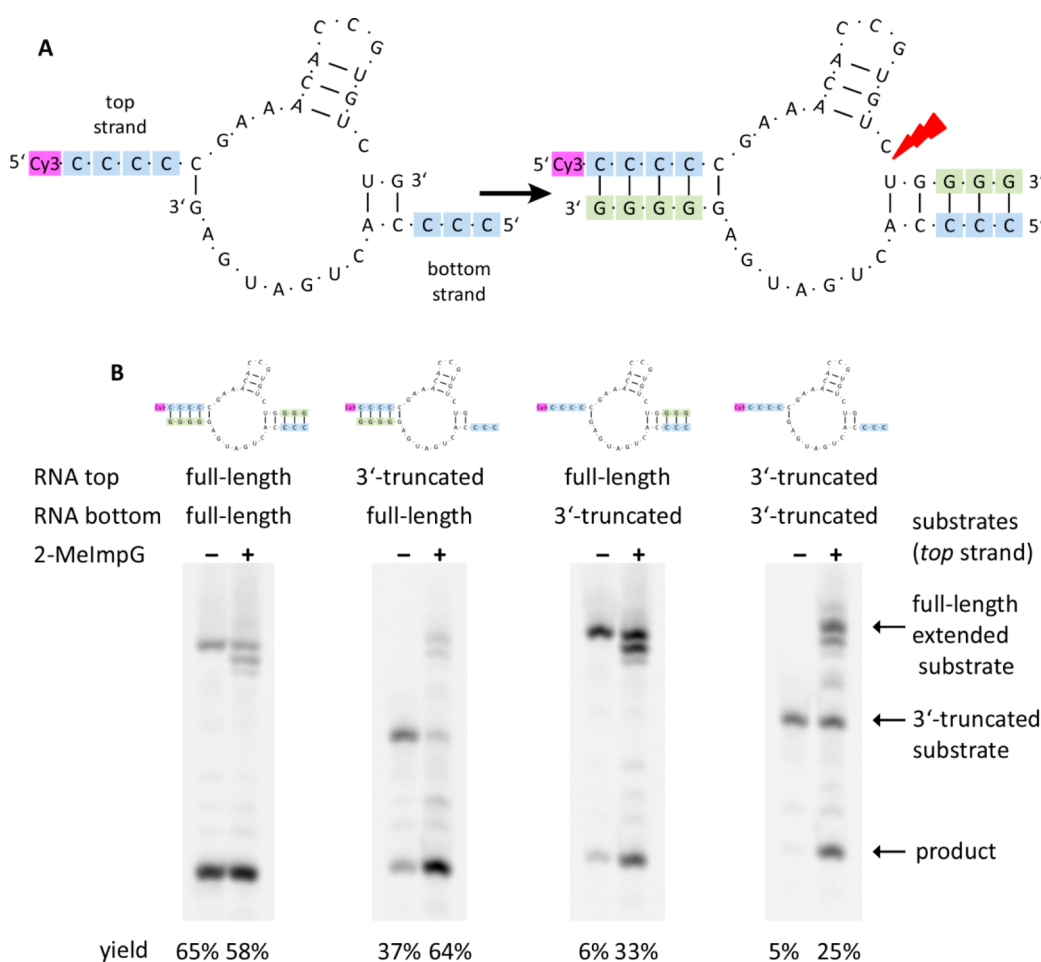 A
top
strand
5‘ Cy3 · C · C · C · C · C · G · A · A · A · C · A · C · C · G · U · G · U · C · U · G 3‘
3‘ G · A · G · U · A · G · U · C · A · C · C · C · C 5‘
bottom
strand
5‘ Cy3 · C · C · C · C · C · G · A · A · A · C · A · C · C · G · U · G · U · C · U · G · G · G · G 3‘
3‘ G · G · G · G · G · A · G · U · A · G · U · C · A · C · C · C · C 5‘
B
RNA top full-length 3‘-truncated full-length 3‘-truncated
RNA bottom full-length full-length 3‘-truncated 3‘-truncated
2-MeImpG – + – + – + – +
substrates
(top strand)
full-length
extended
substrate
3‘-truncated
substrate
product
yield 65% 58% 37% 64% 6% 33% 5% 25%